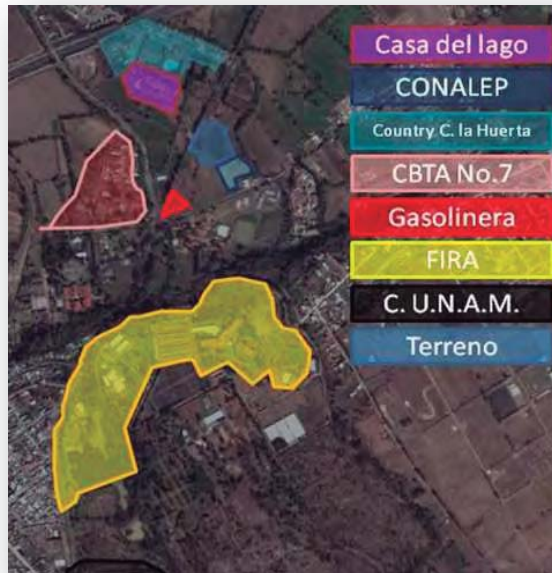 Casa del lago
CONALEP
Country C. la Huerta
CBTA No.7
Gasolinera
FIRA
C. U.N.A.M.
Terreno